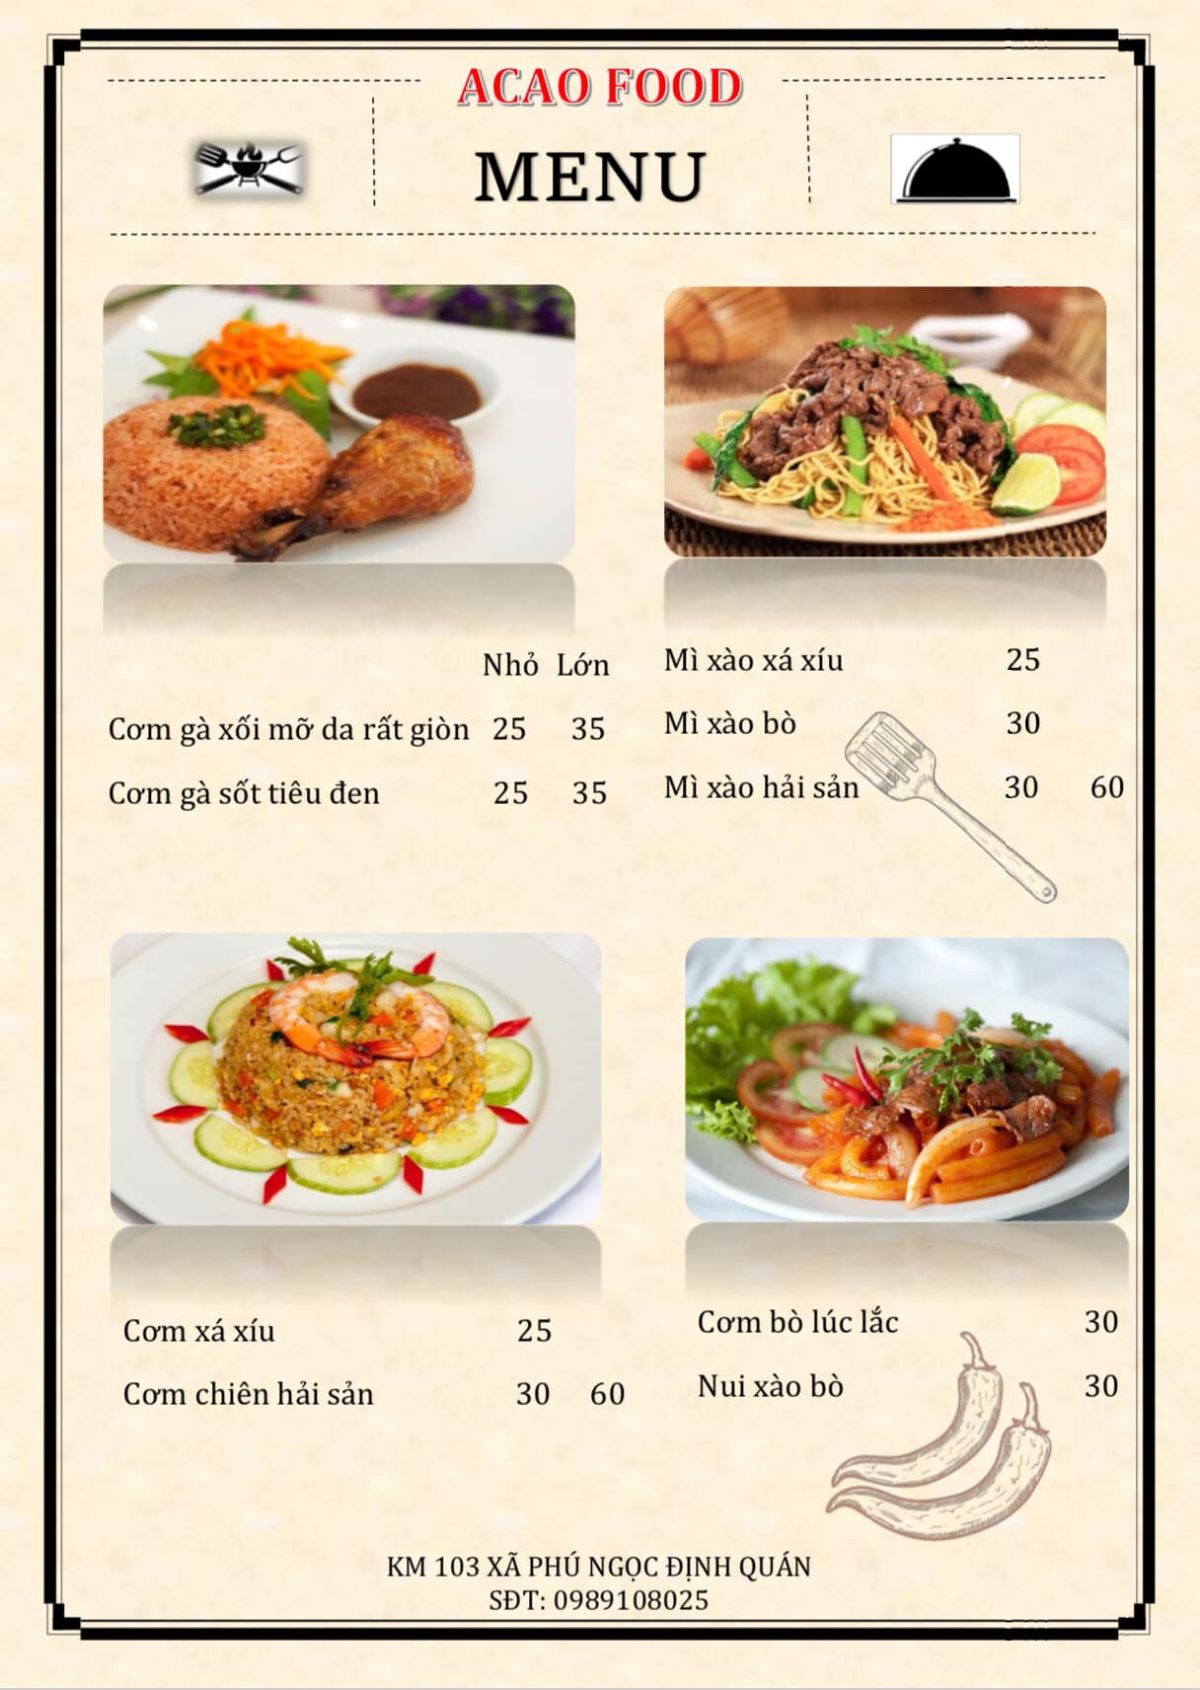 ACAO FOOD
MENU
Nhỏ Lớn
Cơm gà xối mỡ da rất giòn 25 35
Cơm gà sốt tiêu đen 25 35
Mì xào xá xíu 25
Mì xào bò 30
Mì xào hải sản 30 60
Cơm xá xíu 25
Cơm chiên hải sản 30 60
Cơm bò lúc lắc 30
Nui xào bò 30
KM 103 XÃ PHÚ NGỌC ĐỊNH QUÁN
SĐT: 0989108025